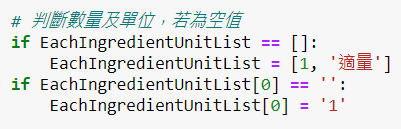 # 判斷數量及單位，若為空值
if EachIngredientUnitList == []:
    EachIngredientUnitList = [1, '適量']
if EachIngredientUnitList[0] == '':
    EachIngredientUnitList[0] = '1'